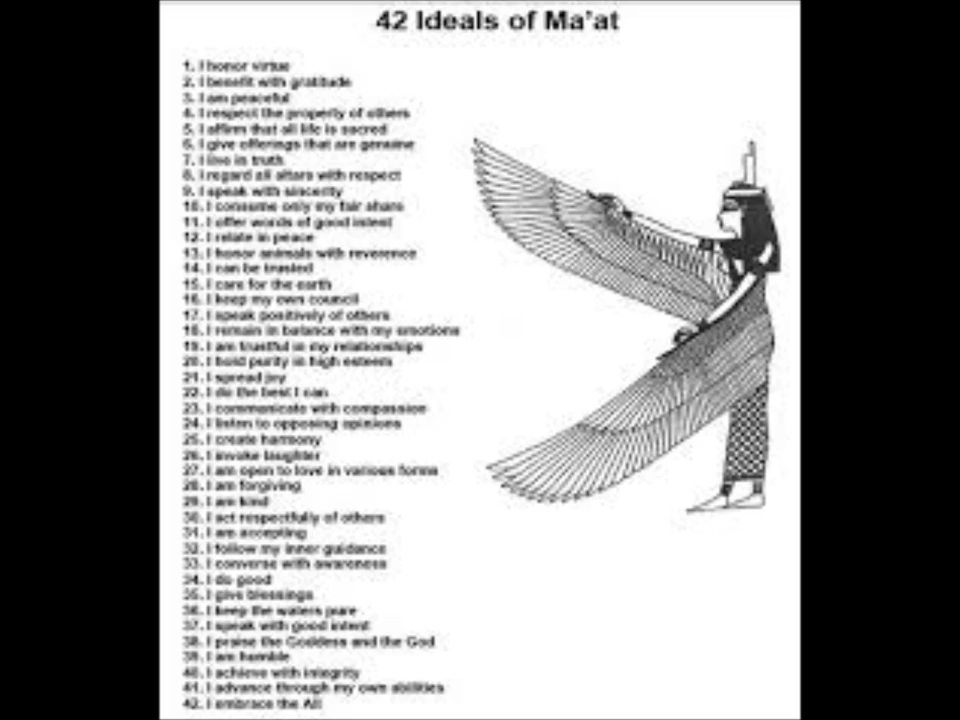 42 Ideals of Ma'at
1. I honor virtue
2. I benefit with gratitude
3. I am peaceful
4. I respect the property of others
5. I affirm that all life is sacred
6. I give offerings that are genuine
7. I live in truth
8. I regard all altars with respect
9. I speak with sincerity
10. I consume only my fair share
11. I offer words of good intent
12. I relate in peace
13. I honor animals with reverence
14. I can be trusted
15. I care for the earth
16. I keep my own council
17. I speak positively of others
18. I remain in balance with my emotions
19. I am trustful in my relationships
20. I hold purity in high esteem
21. I spread joy
22. I do the best I can
23. I communicate with compassion
24. I listen to opposing opinions
25. I create harmony
26. I invoke laughter
27. I am open to love in various forms
28. I am forgiving
29. I am kind
30. I act respectfully of others
31. I am accepting
32. I follow my inner guidance
33. I converse with awareness
34. I do good
35. I give blessings
36. I keep the waters pure
37. I speak with good intent
38. I praise the Goddess and the God
39. I am humble
40. I achieve with integrity
41. I advance through my own abilities
42. I embrace the All